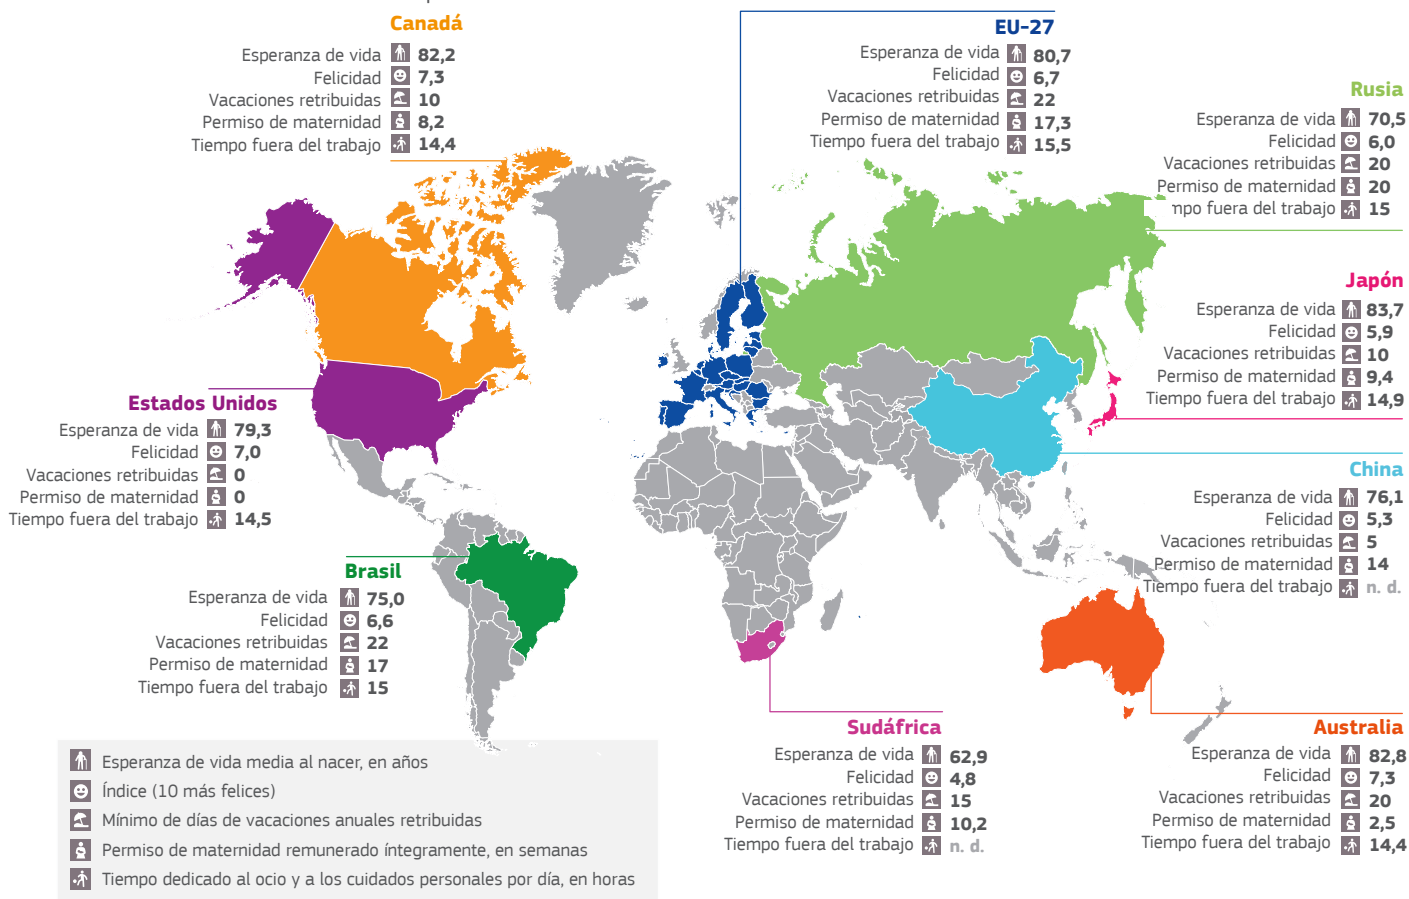 Canadá
Esperanza de vida 82,2
Felicidad 7,3
Vacaciones retribuidas 10
Permiso de maternidad 8,2
Tiempo fuera del trabajo 14,4
EU-27
Esperanza de vida 80,7
Felicidad 6,7
Vacaciones retribuidas 22
Permiso de maternidad 17,3
Tiempo fuera del trabajo 15,5
Rusia
Esperanza de vida 70,5
Felicidad 6,0
Vacaciones retribuidas 20
Permiso de maternidad 20
mpo fuera del trabajo 15
Japón
Esperanza de vida 83,7
Felicidad 5,9
Vacaciones retribuidas 10
Permiso de maternidad 9,4
Tiempo fuera del trabajo 14,9
Estados Unidos
Esperanza de vida 79,3
Felicidad 7,0
Vacaciones retribuidas 0
Permiso de maternidad 0
Tiempo fuera del trabajo 14,5
China
Esperanza de vida 76,1
Felicidad 5,3
Vacaciones retribuidas 5
Permiso de maternidad 14
Tiempo fuera del trabajo n. d.
Brasil
Esperanza de vida 75,0
Felicidad 6,6
Vacaciones retribuidas 22
Permiso de maternidad 17
Tiempo fuera del trabajo 15
Sudáfrica
Esperanza de vida 62,9
Felicidad 4,8
Vacaciones retribuidas 15
Permiso de maternidad 10,2
Tiempo fuera del trabajo n. d.
Australia
Esperanza de vida 82,8
Felicidad 7,3
Vacaciones retribuidas 20
Permiso de maternidad 2,5
Tiempo fuera del trabajo 14,4
Esperanza de vida media al nacer, en años
Índice (10 más felices)
Mínimo de días de vacaciones anuales retribuidas
Permiso de maternidad remunerado íntegramente, en semanas
Tiempo dedicado al ocio y a los cuidados personales por día, en horas